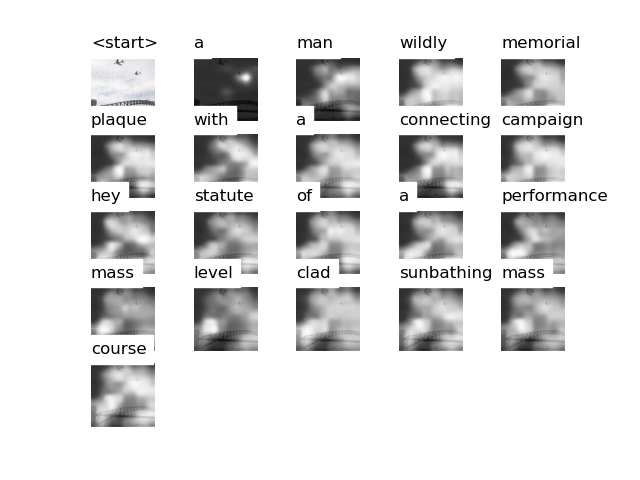 <start> a man wildly memorial
plaque with a connecting campaign
hey statute of a performance
mass level clad sunbathing mass
course